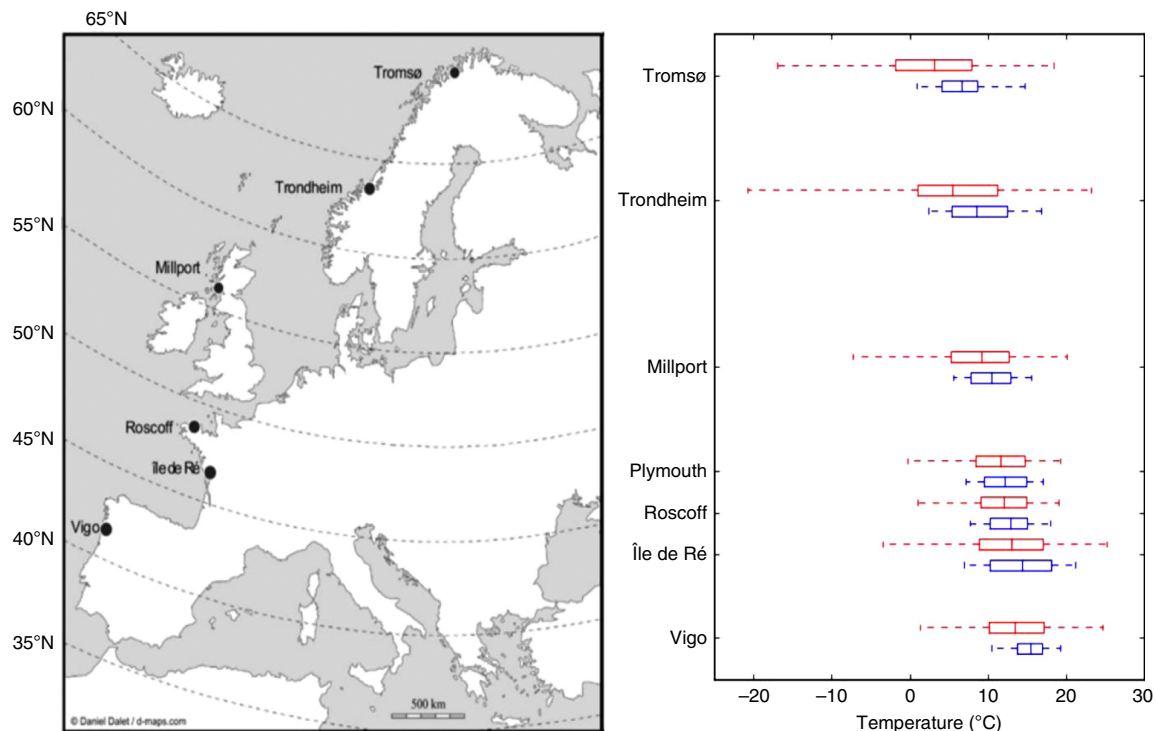 65°N
60°N
55°N
50°N
45°N
40°N
35°N
Tromsø
Trondheim
Millport
Roscoff
île de Ré
Vigo
500 km
© Daniel Dalet / d-maps.com
Tromsø
Trondheim
Millport
Plymouth
Roscoff
Île de Ré
Vigo
−20 −10 0 10 20 30
Temperature (°C)